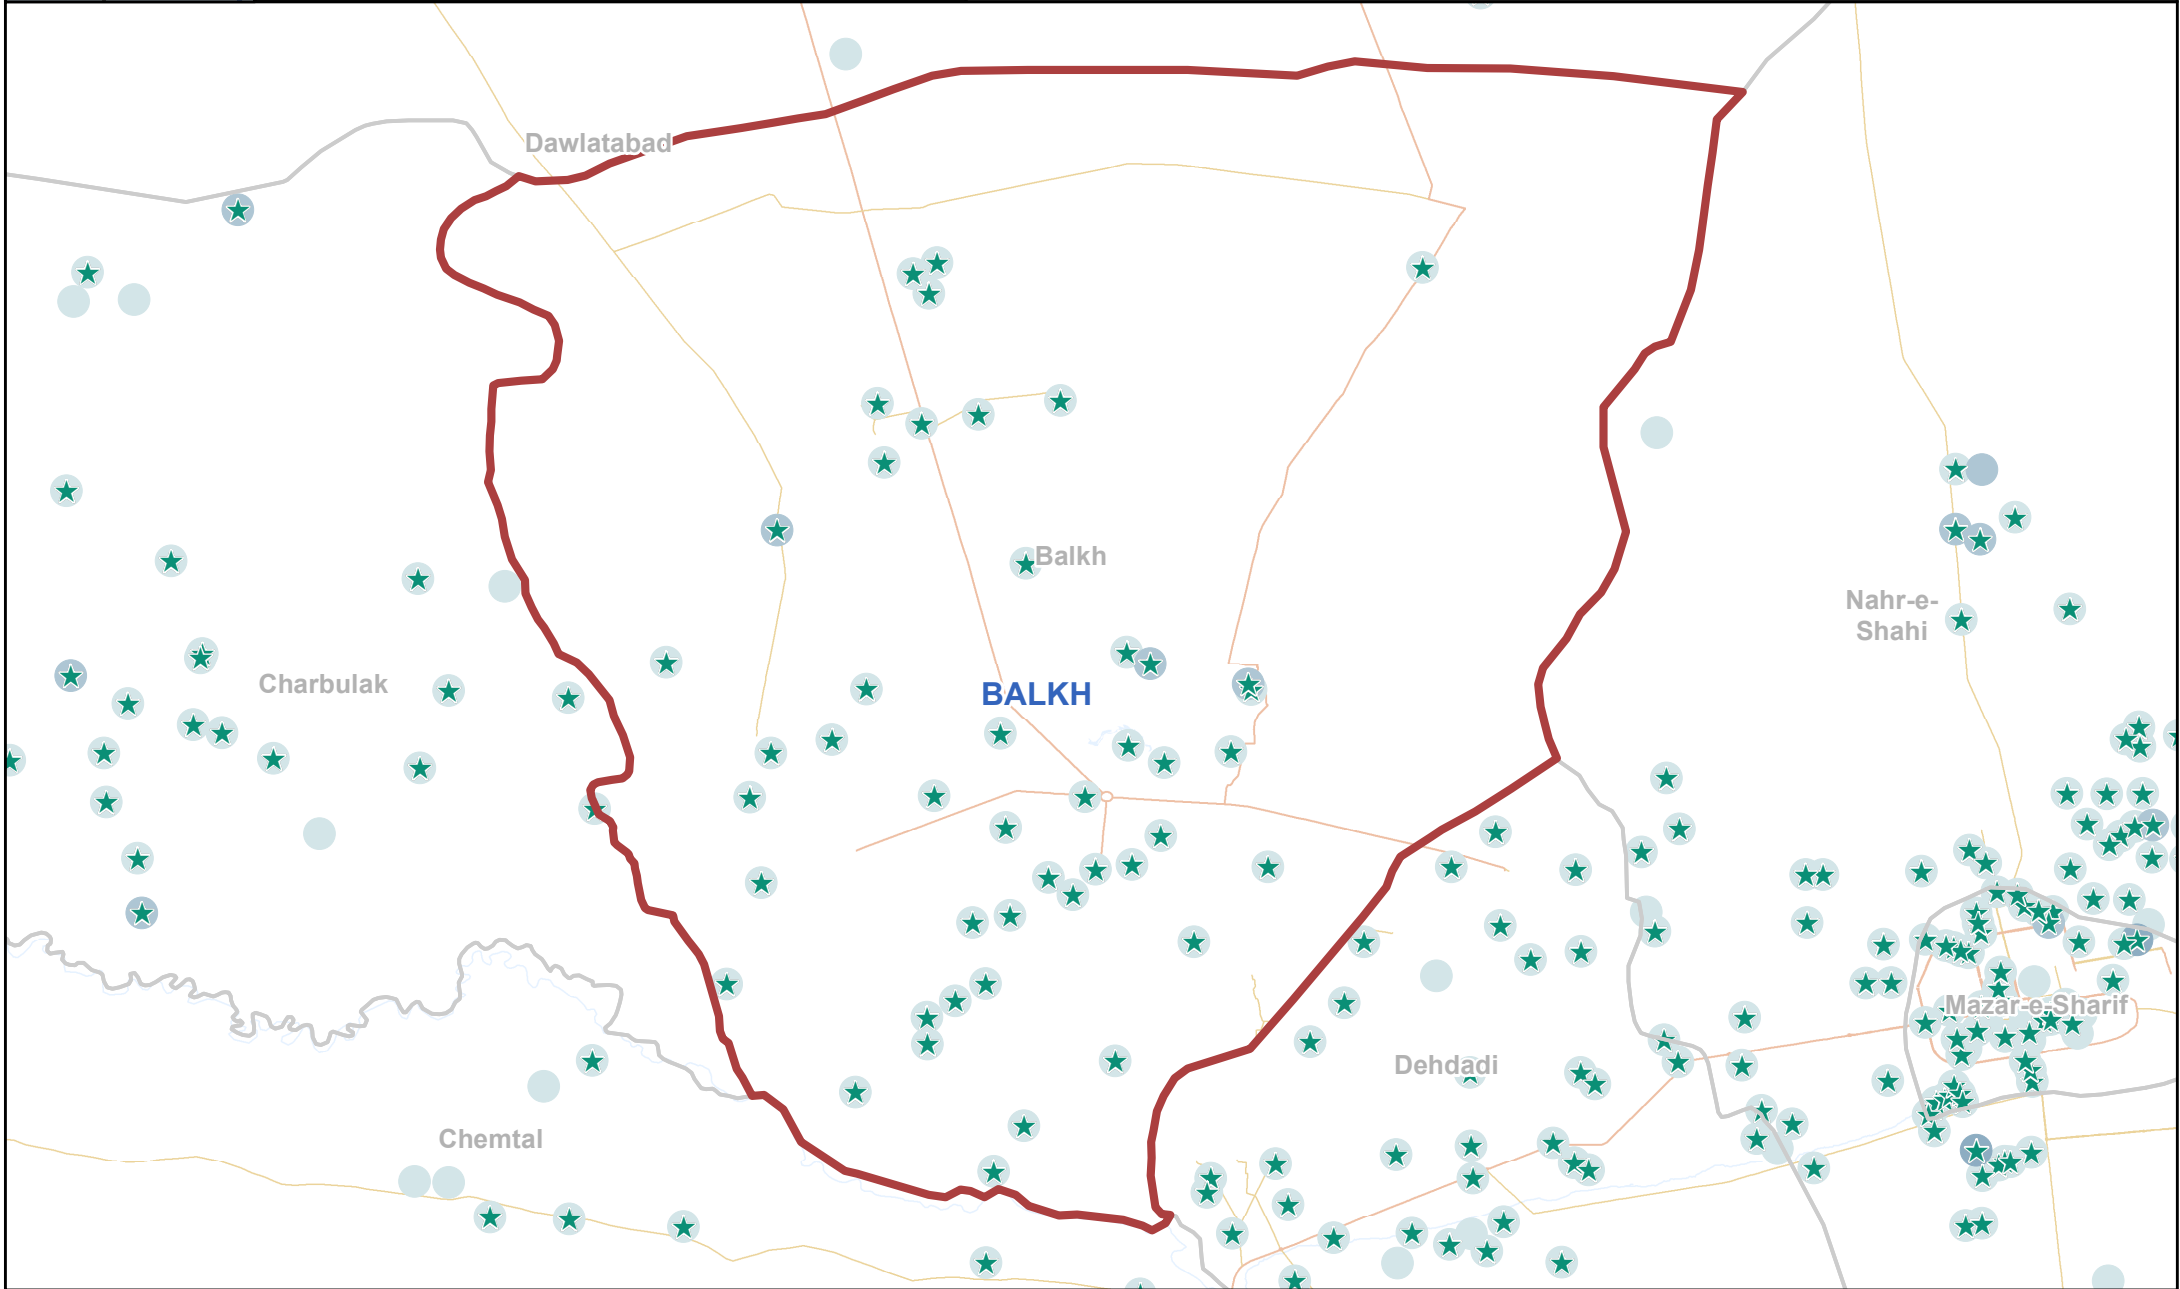 Dawlatabad
Balkh
Nahr-e-
Shahi
Charbulak
BALKH
Mazar-e-Sharif
Dehdadi
Chemtal